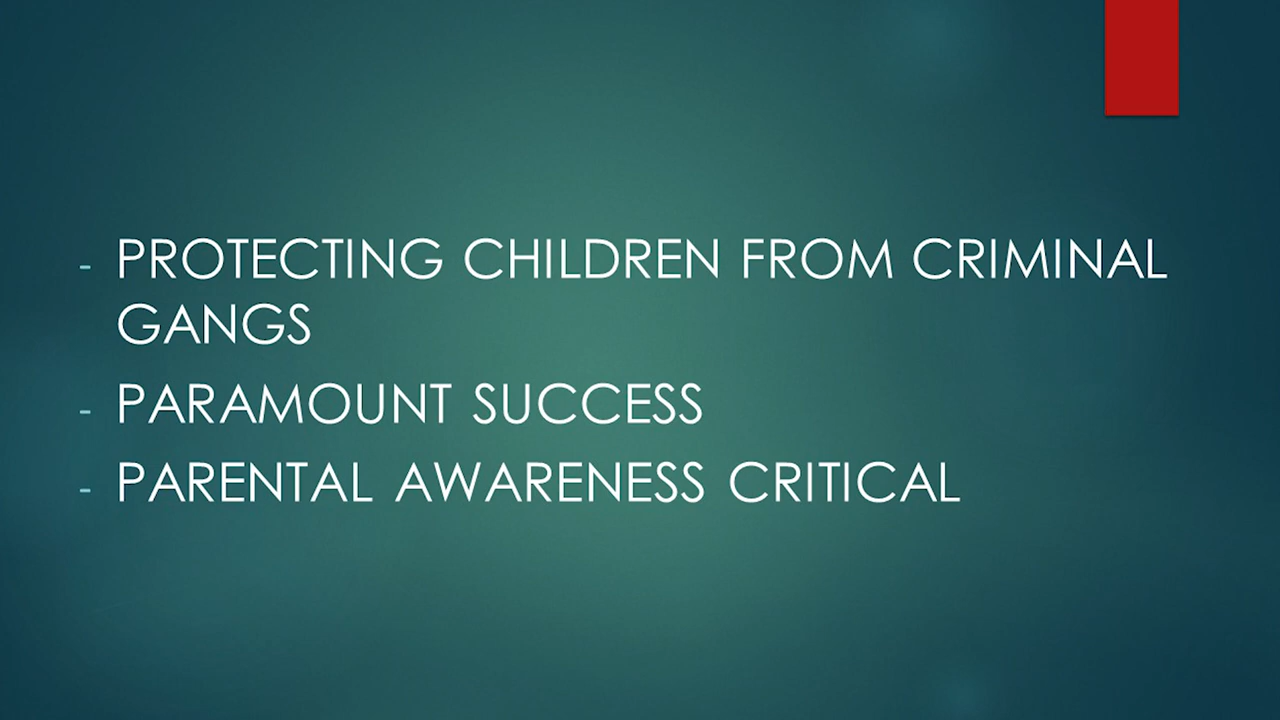 - PROTECTING CHILDREN FROM CRIMINAL
GANGS
- PARAMOUNT SUCCESS
- PARENTAL AWARENESS CRITICAL